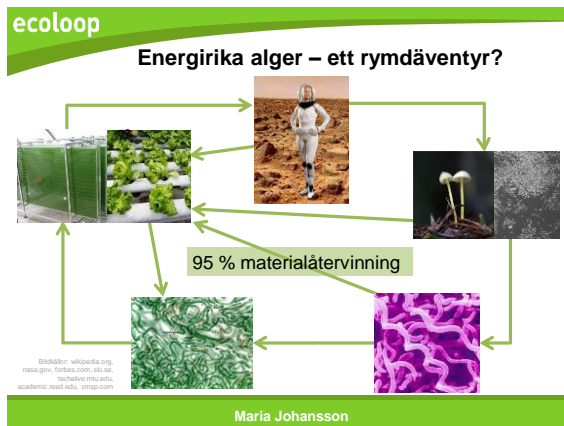 ecoloop
Energirika alger – ett rymdäventyr?
95 % materialåtervinning
Bildkällor: wikipedia.org,
nasa.gov, forbes.com, slu.se,
techalive.mtu.edu,
academic.reed.edu, cmsp.com
Maria Johansson